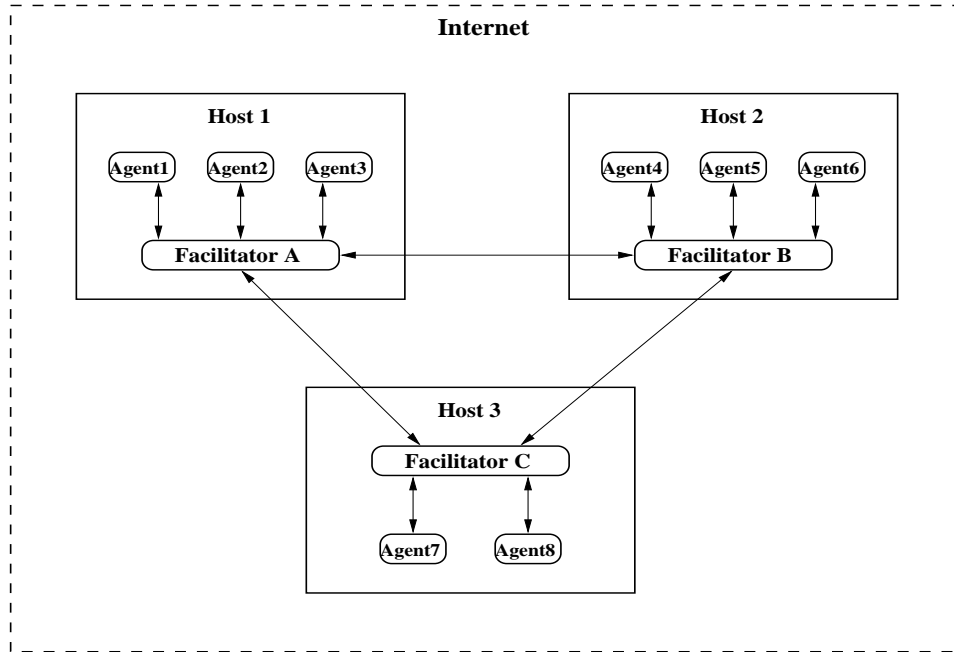 Internet
Host 1
Agent1
Agent2
Agent3
Facilitator A
Host 2
Agent4
Agent5
Agent6
Facilitator B
Host 3
Facilitator C
Agent7
Agent8